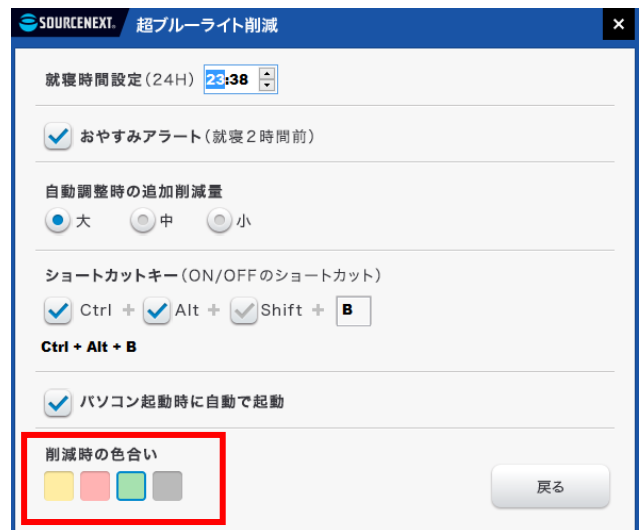 SOURCENEXT. 超ブルーライト削減
就寝時間設定(24H) 23:38
おやすみアラート(就寝2時間前)
自動調整時の追加削減量
大 中 小
ショートカットキー(ON/OFFのショートカット)
Ctrl + Alt + Shift + B
Ctrl + Alt + B
パソコン起動時に自動で起動
削減時の色合い
戻る